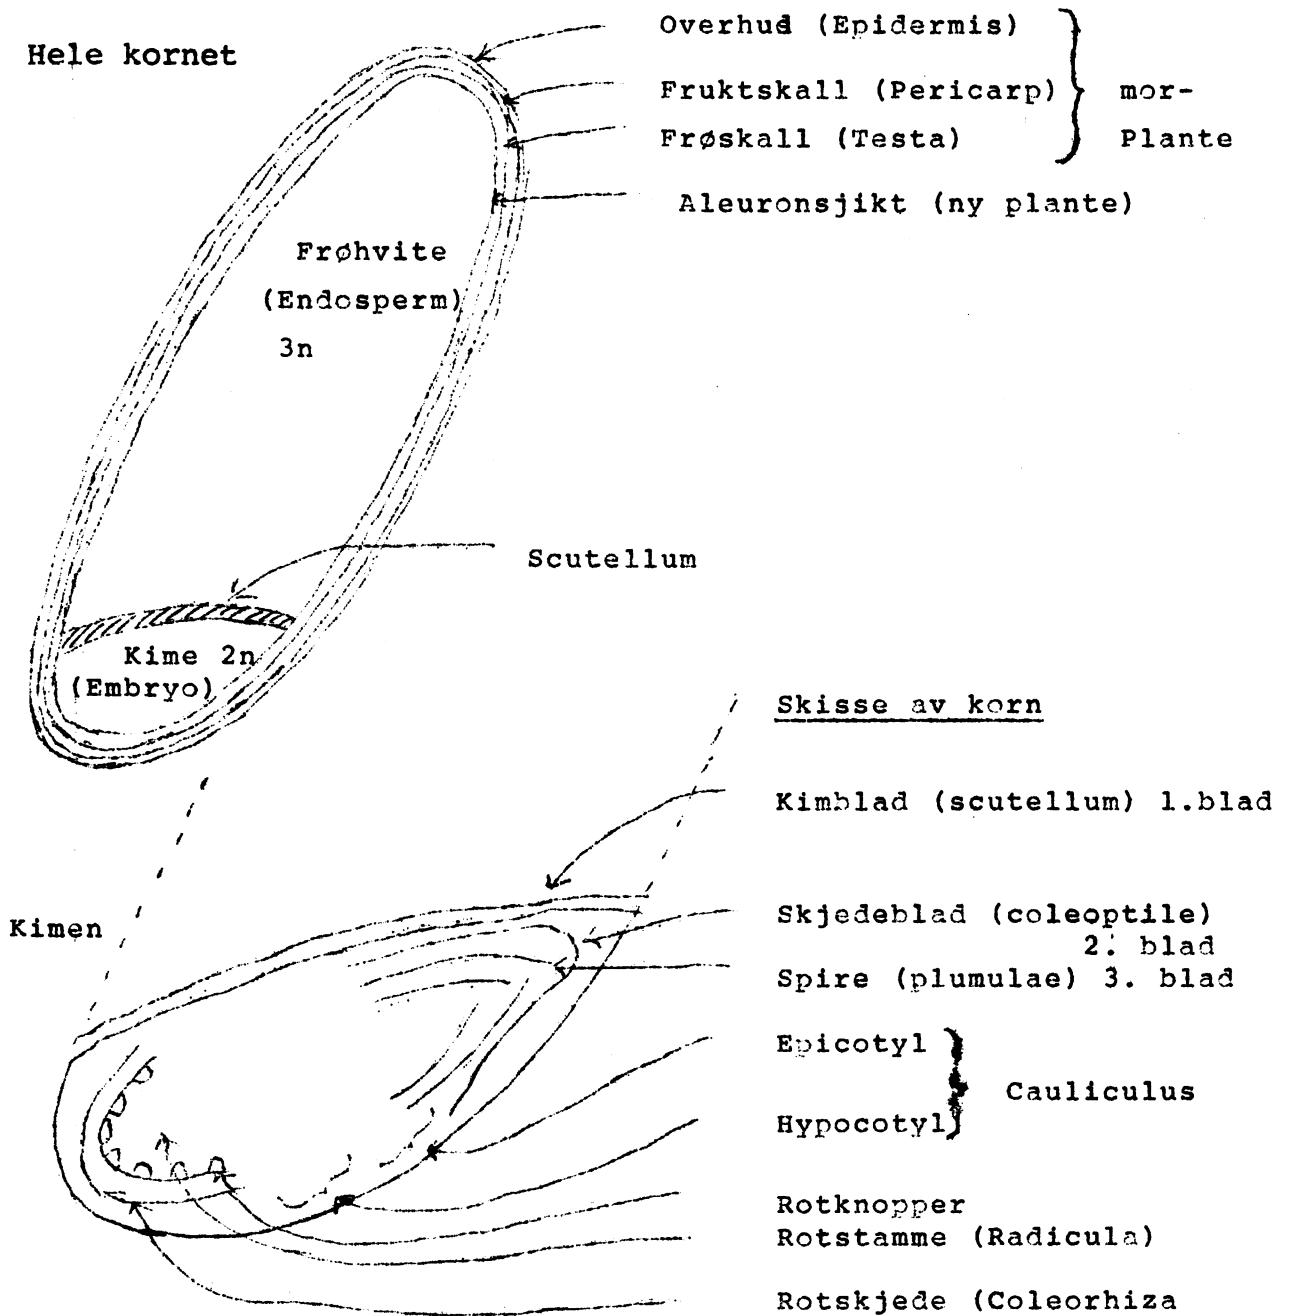 Hele kornet
Overhud (Epidermis)
Fruktskall (Pericarp)
mor-
Frøskall (Testa)
Plante
Aleuronsjikt (ny plante)
Frøhvite
(Endosperm)
3n
Scutellum
Kime 2n
(Embryo)
Skisse av korn
Kimblad (scutellum) 1.blad
Kimen
Skjedeblad (coleoptile)
2. blad
Spire (plumulae) 3. blad
Epicotyl
Cauliculus
Hypocotyl
Rotknopper
Rotstamme (Radicula)
Rotskjede (Coleorhiza